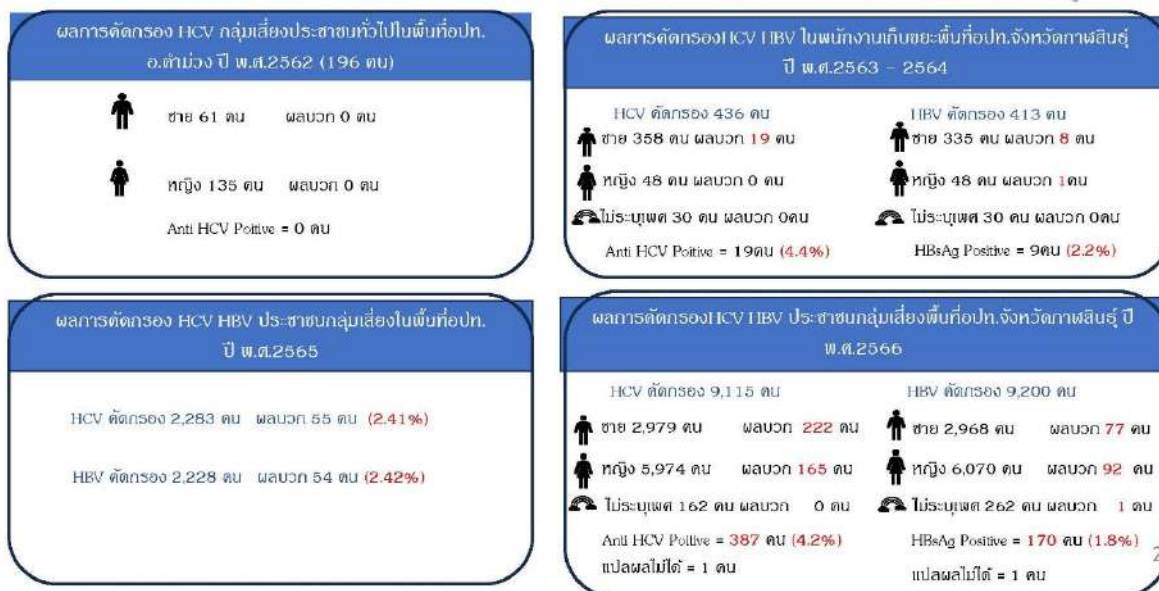 ผลการคัดกรอง HCV กลุ่มเสี่ยงประชาชนทั่วไปในพื้นที่อปท.
อ.คำม่วง ปี พ.ศ.2562 (196 คน)
ชาย 61 คน ผลบวก 0 คน
หญิง 135 คน ผลบวก 0 คน
Anti HCV Poitive = 0 คน
ผลการคัดกรองHCV HBV ในพนักงานเก็บขยะพื้นที่อปท.จังหวัดกาฬสินธุ์
ปี พ.ศ.2563 - 2564
HCV คัดกรอง 436 คน
ชาย 358 คน ผลบวก 19 คน
หญิง 48 คน ผลบวก 0 คน
ไม่ระบุเพศ 30 คน ผลบวก 0คน
Anti HCV Poitive = 19คน (4.4%)
HBV คัดกรอง 413 คน
ชาย 335 คน ผลบวก 8 คน
หญิง 48 คน ผลบวก 1คน
ไม่ระบุเพศ 30 คน ผลบวก 0คน
HBsAg Positive = 9คน (2.2%)
ผลการคัดกรอง HCV HBV ประชาชนกลุ่มเสี่ยงในพื้นที่อปท.
ปี พ.ศ.2565
HCV คัดกรอง 2,283 คน ผลบวก 55 คน (2.41%)
HBV คัดกรอง 2,228 คน ผลบวก 54 คน (2.42%)
ผลการคัดกรองHCV HBV ประชาชนกลุ่มเสี่ยงพื้นที่อปท.จังหวัดกาฬสินธุ์ ปี
พ.ศ.2566
HCV คัดกรอง 9,115 คน
ชาย 2,979 คน ผลบวก 222 คน
หญิง 5,974 คน ผลบวก 165 คน
ไม่ระบุเพศ 162 คน ผลบวก 0 คน
Anti HCV Poitive = 387 คน (4.2%)
แปลผลไม่ได้ = 1 คน
HBV คัดกรอง 9,200 คน
ชาย 2,968 คน ผลบวก 77 คน
หญิง 6,070 คน ผลบวก 92 คน
ไม่ระบุเพศ 262 คน ผลบวก 1 คน
HBsAg Positive = 170 คน (1.8%)
แปลผลไม่ได้ = 1 คน
2